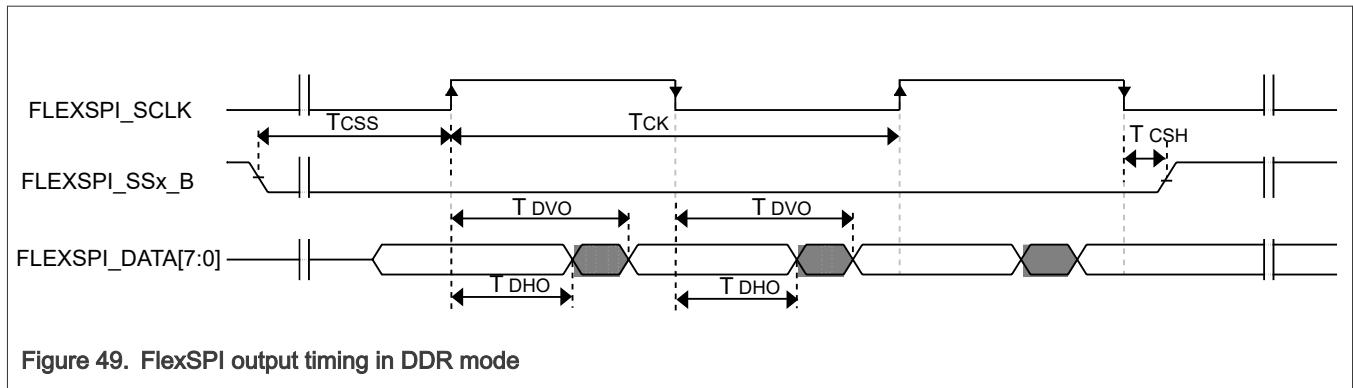 FLEXSPI_SCLK
TCSS
TCK
T CSH
FLEXSPI_SSx_B
T DVO
T DVO
FLEXSPI_DATA[7:0]
T DHO
T DHO
Figure 49. FlexSPI output timing in DDR mode